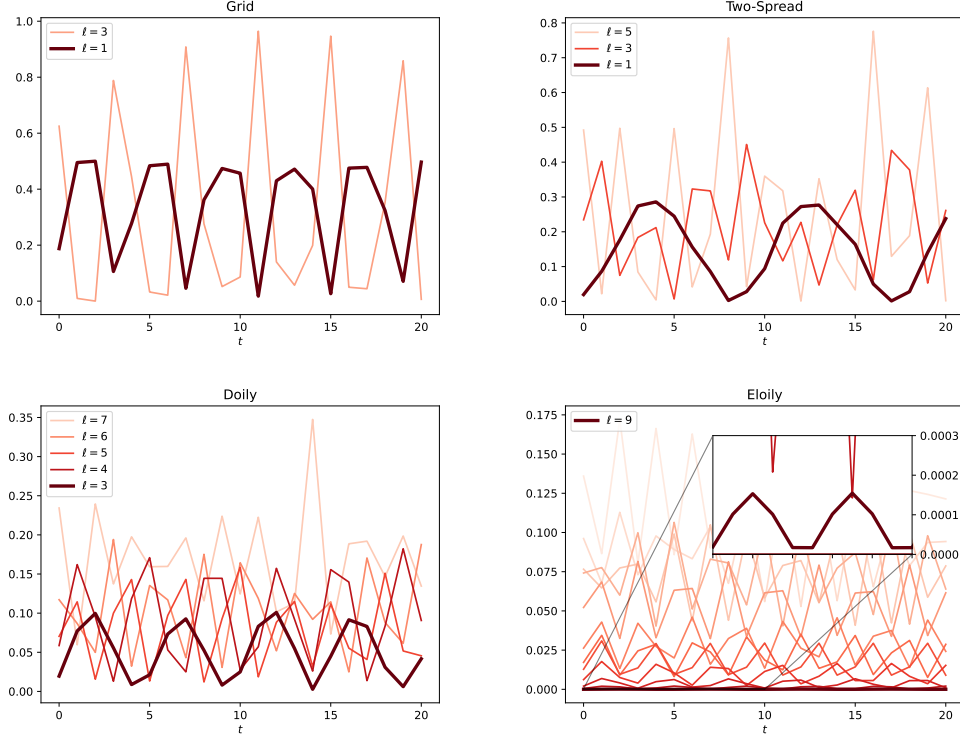 Grid
ℓ = 3
ℓ = 1
1.0
0.8
0.6
0.4
0.2
0.0
0 5 10 15 20
t
Two-Spread
ℓ = 5
ℓ = 3
ℓ = 1
0.8
0.7
0.6
0.5
0.4
0.3
0.2
0.1
0.0
0 5 10 15 20
t
Doily
ℓ = 7
ℓ = 6
ℓ = 5
ℓ = 4
ℓ = 3
0.35
0.30
0.25
0.20
0.15
0.10
0.05
0.00
0 5 10 15 20
t
Eloily
ℓ = 9
0.175
0.150
0.125
0.100
0.075
0.050
0.025
0.000
0.0003
0.0002
0.0001
0.0000
0 5 10 15 20
t